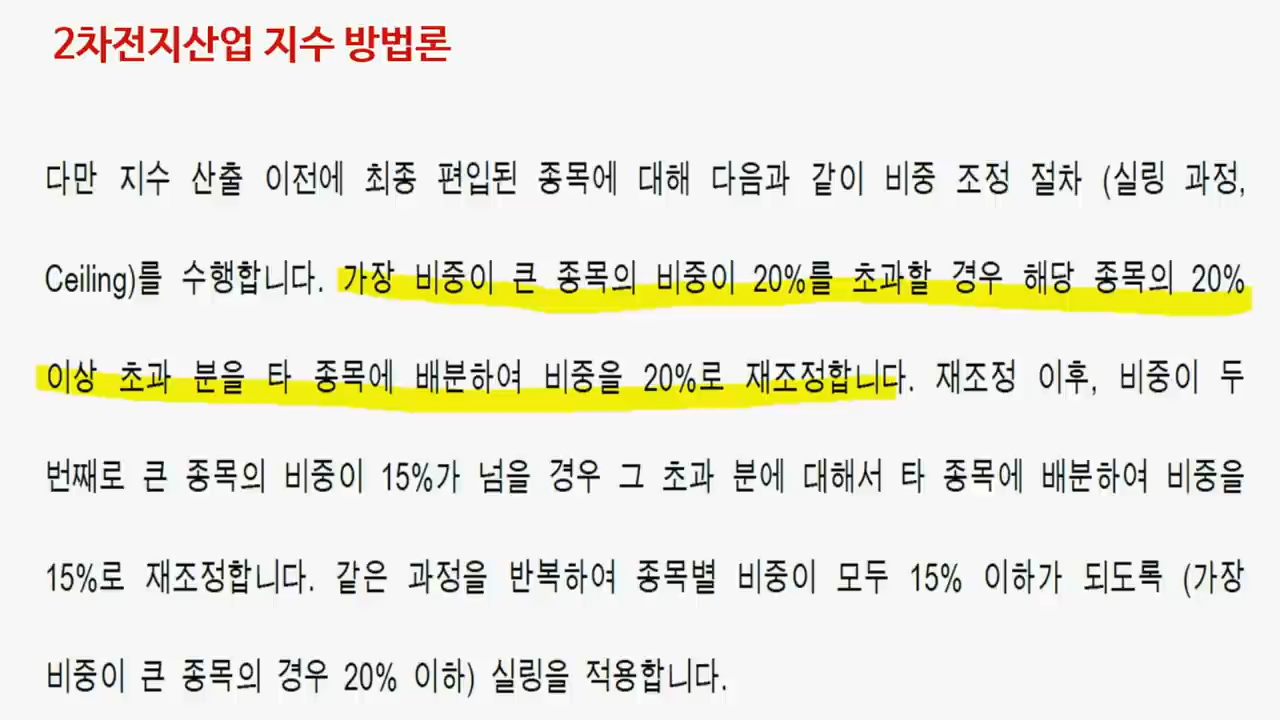 2차전지산업 지수 방법론
다만 지수 산출 이전에 최종 편입된 종목에 대해 다음과 같이 비중 조정 절차 (실링 과정,
Ceiling)를 수행합니다. 가장 비중이 큰 종목의 비중이 20%를 초과할 경우 해당 종목의 20%
이상 초과 분을 타 종목에 배분하여 비중을 20%로 재조정합니다. 재조정 이후, 비중이 두
번째로 큰 종목의 비중이 15%가 넘을 경우 그 초과 분에 대해서 타 종목에 배분하여 비중을
15%로 재조정합니다. 같은 과정을 반복하여 종목별 비중이 모두 15% 이하가 되도록 (가장
비중이 큰 종목의 경우 20% 이하) 실링을 적용합니다.